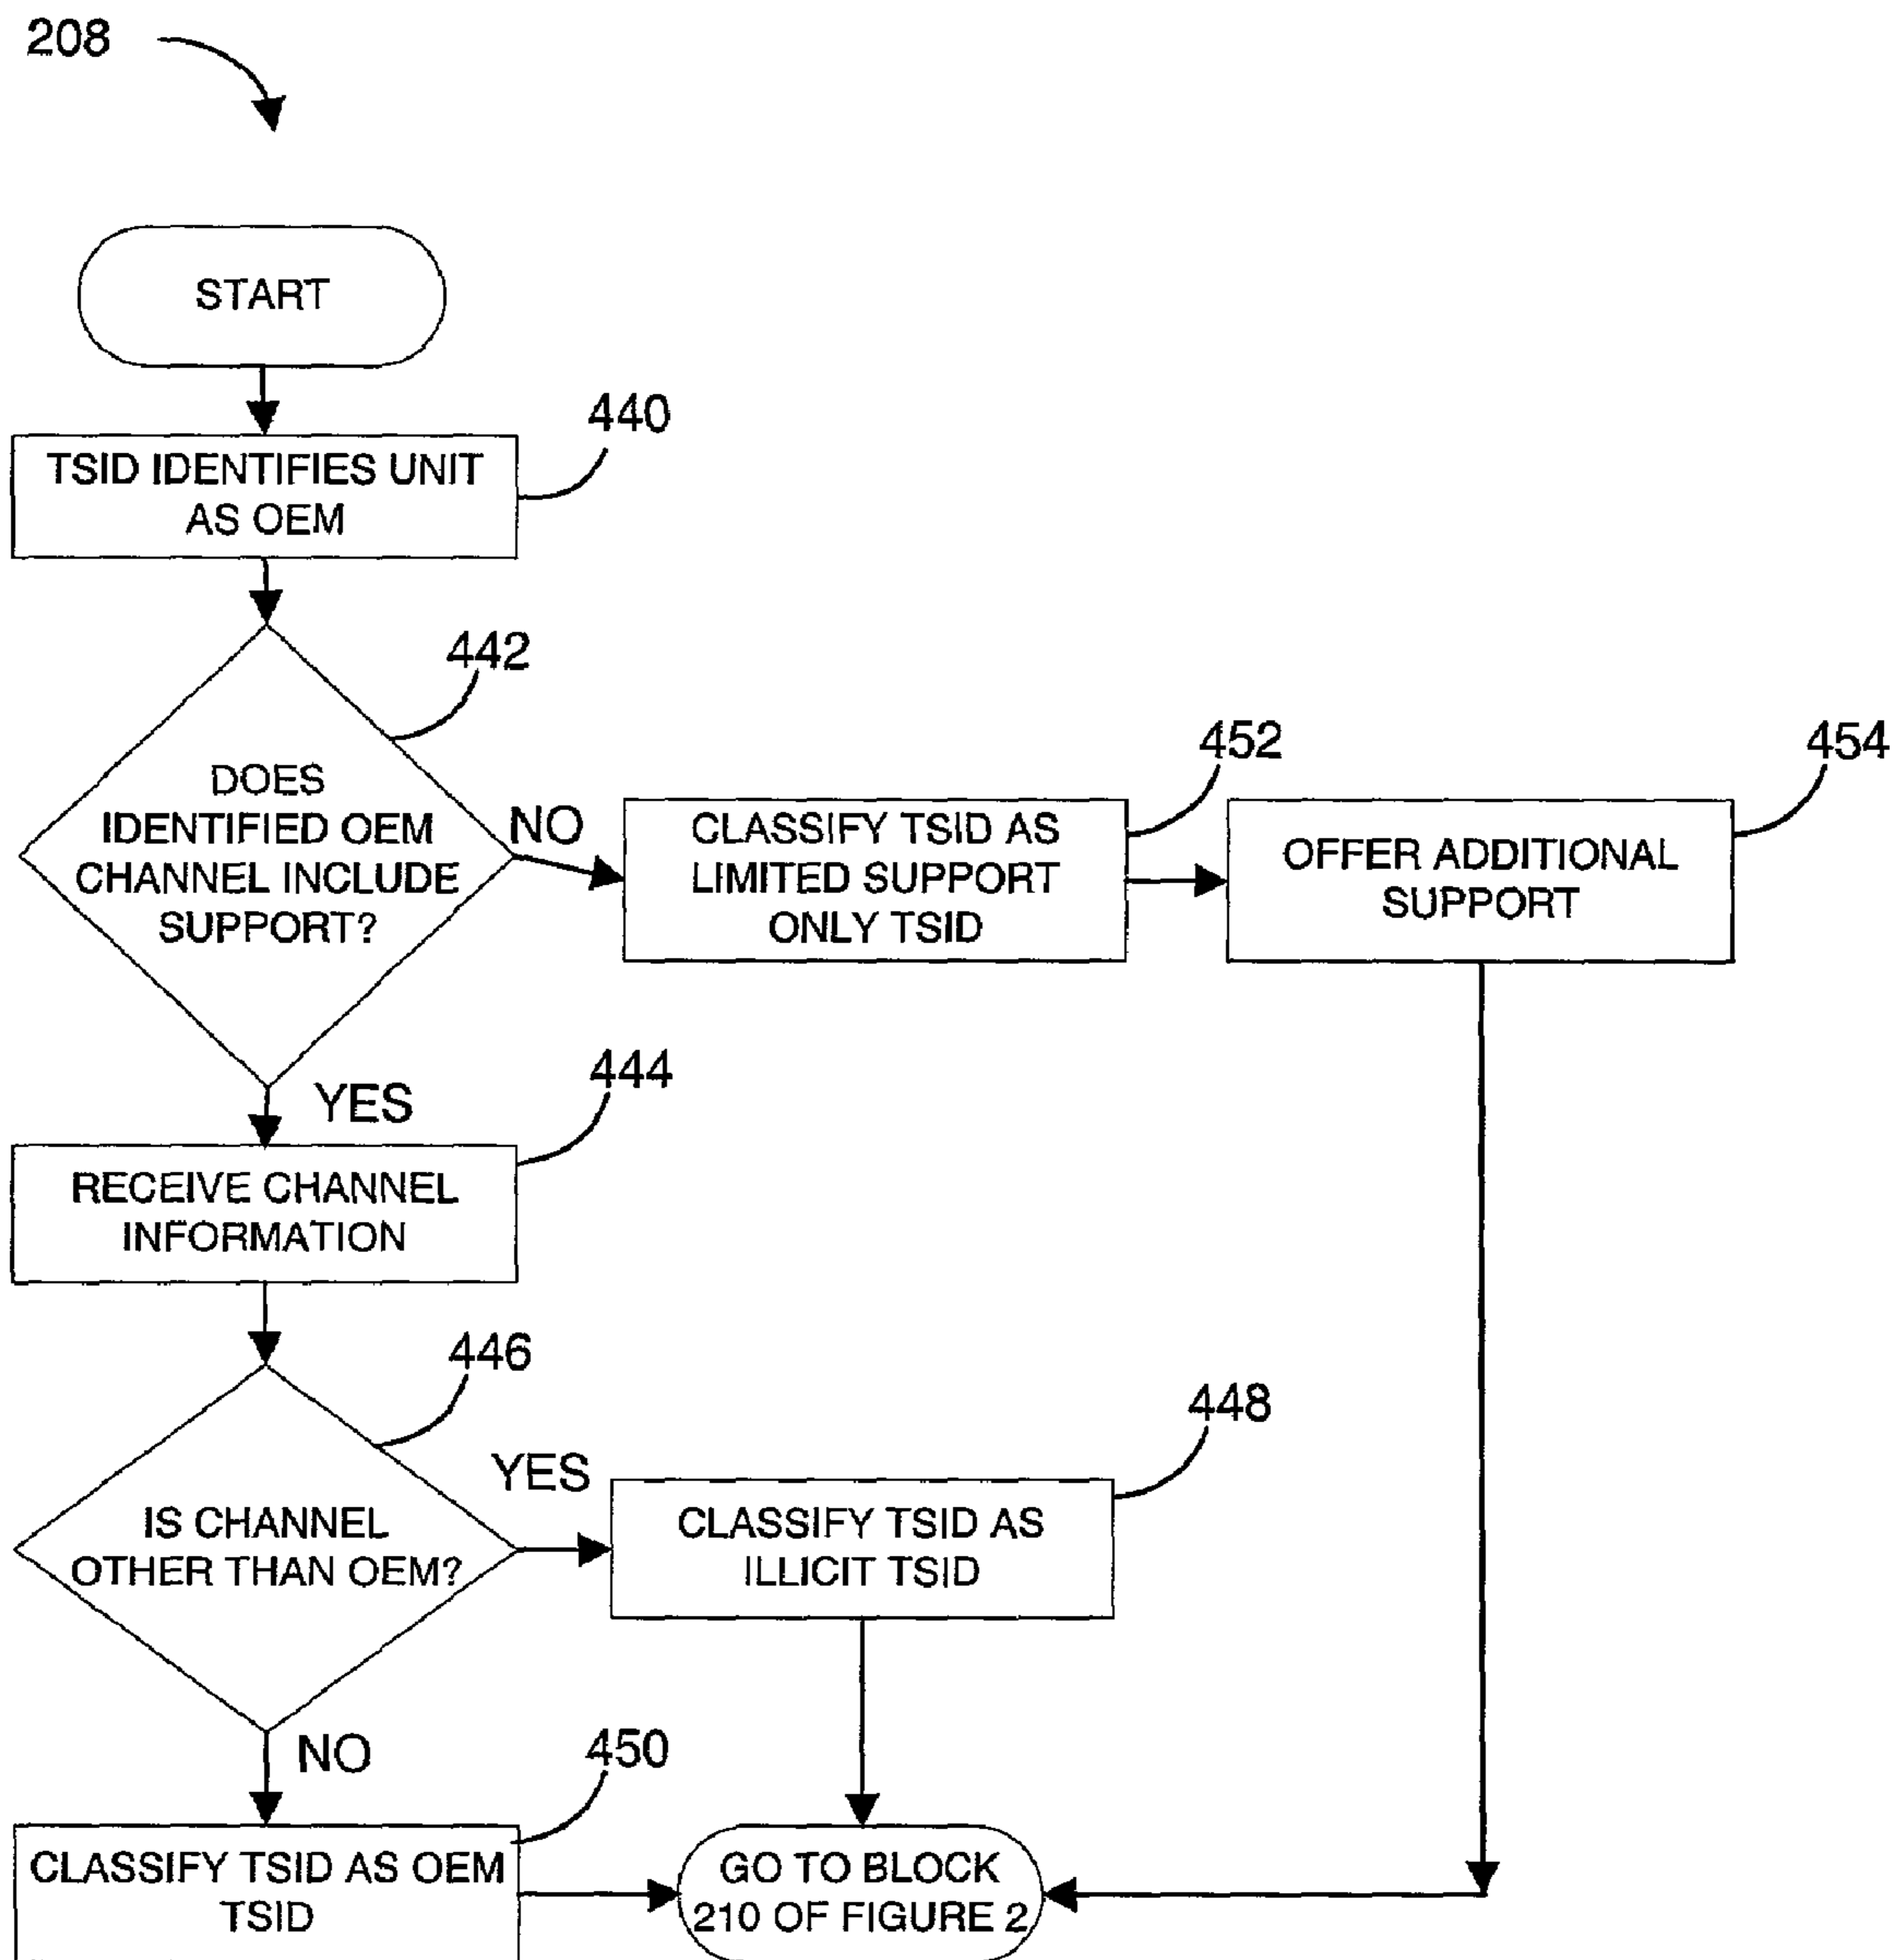 208
START
440
TSID IDENTIFIES UNIT
AS OEM
442
DOES
IDENTIFIED OEM
CHANNEL INCLUDE
SUPPORT?
NO
452
CLASSIFY TSID AS
LIMITED SUPPORT
ONLY TSID
454
OFFER ADDITIONAL
SUPPORT
YES
444
RECEIVE CHANNEL
INFORMATION
446
IS CHANNEL
OTHER THAN OEM?
YES
448
CLASSIFY TSID AS
ILLICIT TSID
NO
450
CLASSIFY TSID AS OEM
TSID
GO TO BLOCK
210 OF FIGURE 2